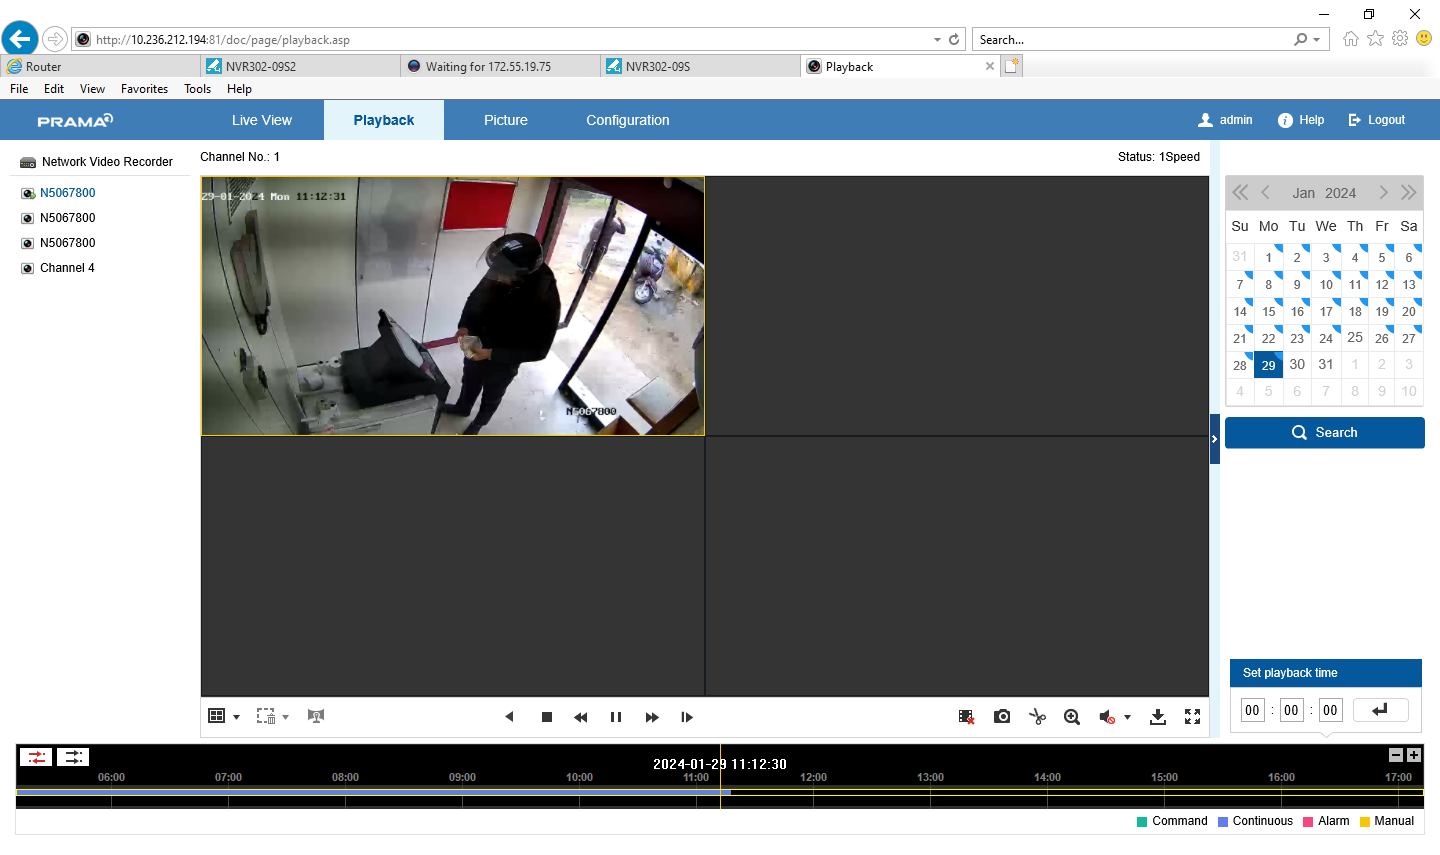 http://10.236.212.194:81/doc/page/playback.asp
Search...
Router
NVR302-09S2
Waiting for 172.55.19.75
NVR302-09S
Playback
File Edit View Favorites Tools Help
PRAMA
Live View
Playback
Picture
Configuration
admin
Help
Logout
Network Video Recorder
Channel No.: 1
Status: 1Speed
N5067800
N5067800
N5067800
Channel 4
29-01-2024 Mon 11:12:31
N5067800
Jan 2024
Su Mo Tu We Th Fr Sa
31 1 2 3 4 5 6
7 8 9 10 11 12 13
14 15 16 17 18 19 20
21 22 23 24 25 26 27
28 29 30 31 1 2 3
4 5 6 7 8 9 10
Search
Set playback time
00 : 00 : 00
2024-01-29 11:12:30
06:00 07:00 08:00 09:00 10:00 11:00 12:00 13:00 14:00 15:00 16:00 17:00
Command Continuous Alarm Manual